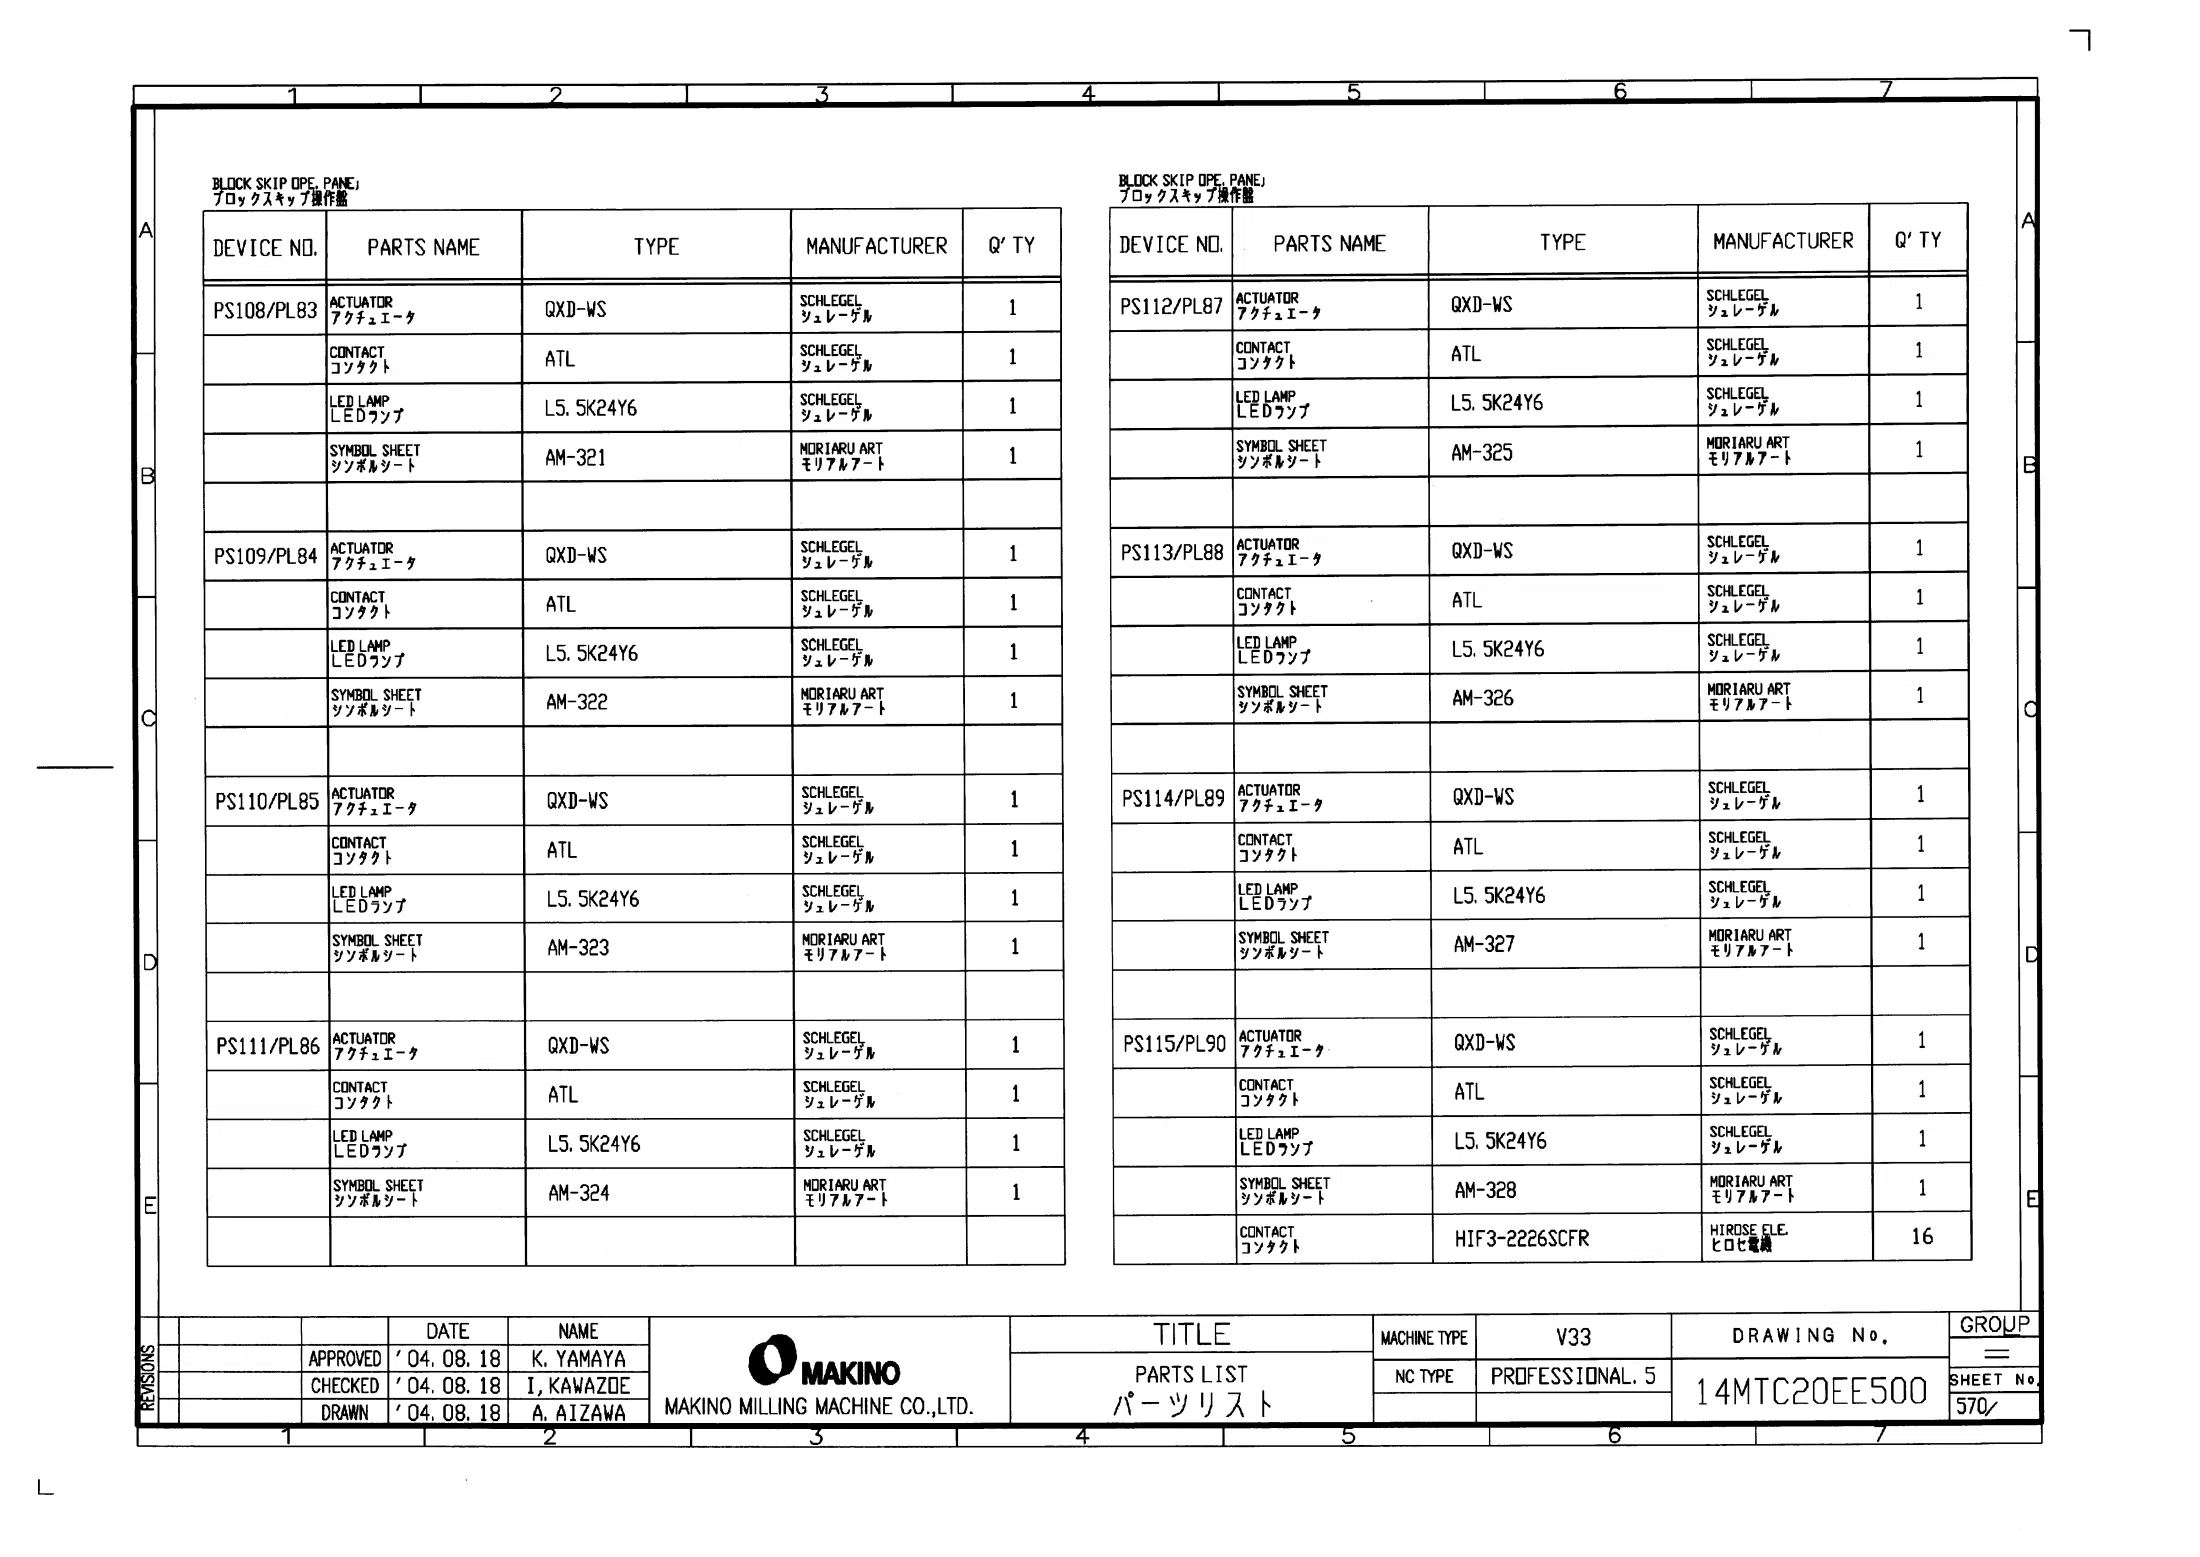 1 2 3 4 5 6 7
BLOCK SKIP OPE. PANEL
ブロックスキップ操作盤
DEVICE NO. PARTS NAME TYPE MANUFACTURER Q'TY
PS108/PL83 ACTUATOR アクチュエータ QXD-WS SCHLEGEL シュレーゲル 1
CONTACT コンタクト ATL SCHLEGEL シュレーゲル 1
LED LAMP LEDランプ L5.5K24Y6 SCHLEGEL シュレーゲル 1
SYMBOL SHEET シンボルシート AM-321 MORIARU ART モリアルアート 1
PS109/PL84 ACTUATOR アクチュエータ QXD-WS SCHLEGEL シュレーゲル 1
CONTACT コンタクト ATL SCHLEGEL シュレーゲル 1
LED LAMP LEDランプ L5.5K24Y6 SCHLEGEL シュレーゲル 1
SYMBOL SHEET シンボルシート AM-322 MORIARU ART モリアルアート 1
PS110/PL85 ACTUATOR アクチュエータ QXD-WS SCHLEGEL シュレーゲル 1
CONTACT コンタクト ATL SCHLEGEL シュレーゲル 1
LED LAMP LEDランプ L5.5K24Y6 SCHLEGEL シュレーゲル 1
SYMBOL SHEET シンボルシート AM-323 MORIARU ART モリアルアート 1
PS111/PL86 ACTUATOR アクチュエータ QXD-WS SCHLEGEL シュレーゲル 1
CONTACT コンタクト ATL SCHLEGEL シュレーゲル 1
LED LAMP LEDランプ L5.5K24Y6 SCHLEGEL シュレーゲル 1
SYMBOL SHEET シンボルシート AM-324 MORIARU ART モリアルアート 1
BLOCK SKIP OPE. PANEL
ブロックスキップ操作盤
DEVICE NO. PARTS NAME TYPE MANUFACTURER Q'TY
PS112/PL87 ACTUATOR アクチュエータ QXD-WS SCHLEGEL シュレーゲル 1
CONTACT コンタクト ATL SCHLEGEL シュレーゲル 1
LED LAMP LEDランプ L5.5K24Y6 SCHLEGEL シュレーゲル 1
SYMBOL SHEET シンボルシート AM-325 MORIARU ART モリアルアート 1
PS113/PL88 ACTUATOR アクチュエータ QXD-WS SCHLEGEL シュレーゲル 1
CONTACT コンタクト ATL SCHLEGEL シュレーゲル 1
LED LAMP LEDランプ L5.5K24Y6 SCHLEGEL シュレーゲル 1
SYMBOL SHEET シンボルシート AM-326 MORIARU ART モリアルアート 1
PS114/PL89 ACTUATOR アクチュエータ QXD-WS SCHLEGEL シュレーゲル 1
CONTACT コンタクト ATL SCHLEGEL シュレーゲル 1
LED LAMP LEDランプ L5.5K24Y6 SCHLEGEL シュレーゲル 1
SYMBOL SHEET シンボルシート AM-327 MORIARU ART モリアルアート 1
PS115/PL90 ACTUATOR アクチュエータ QXD-WS SCHLEGEL シュレーゲル 1
CONTACT コンタクト ATL SCHLEGEL シュレーゲル 1
LED LAMP LEDランプ L5.5K24Y6 SCHLEGEL シュレーゲル 1
SYMBOL SHEET シンボルシート AM-328 MORIARU ART モリアルアート 1
CONTACT コンタクト HIF3-2226SCFR HIROSE ELE. ヒロセ電機 16
A A
B B
C C
D D
E E
REVISIONS
DATE NAME
APPROVED '04.08.18 K. YAMAYA
CHECKED '04.08.18 I, KAWAZOE
DRAWN '04.08.18 A. AIZAWA
MAKINO
MAKINO MILLING MACHINE CO.,LTD.
TITLE
PARTS LIST
パーツリスト
MACHINE TYPE V33
NC TYPE PROFESSIONAL.5
DRAWING No.
14MTC20EE500
GROUP
=
SHEET No.
570/
1 2 3 4 5 6 7